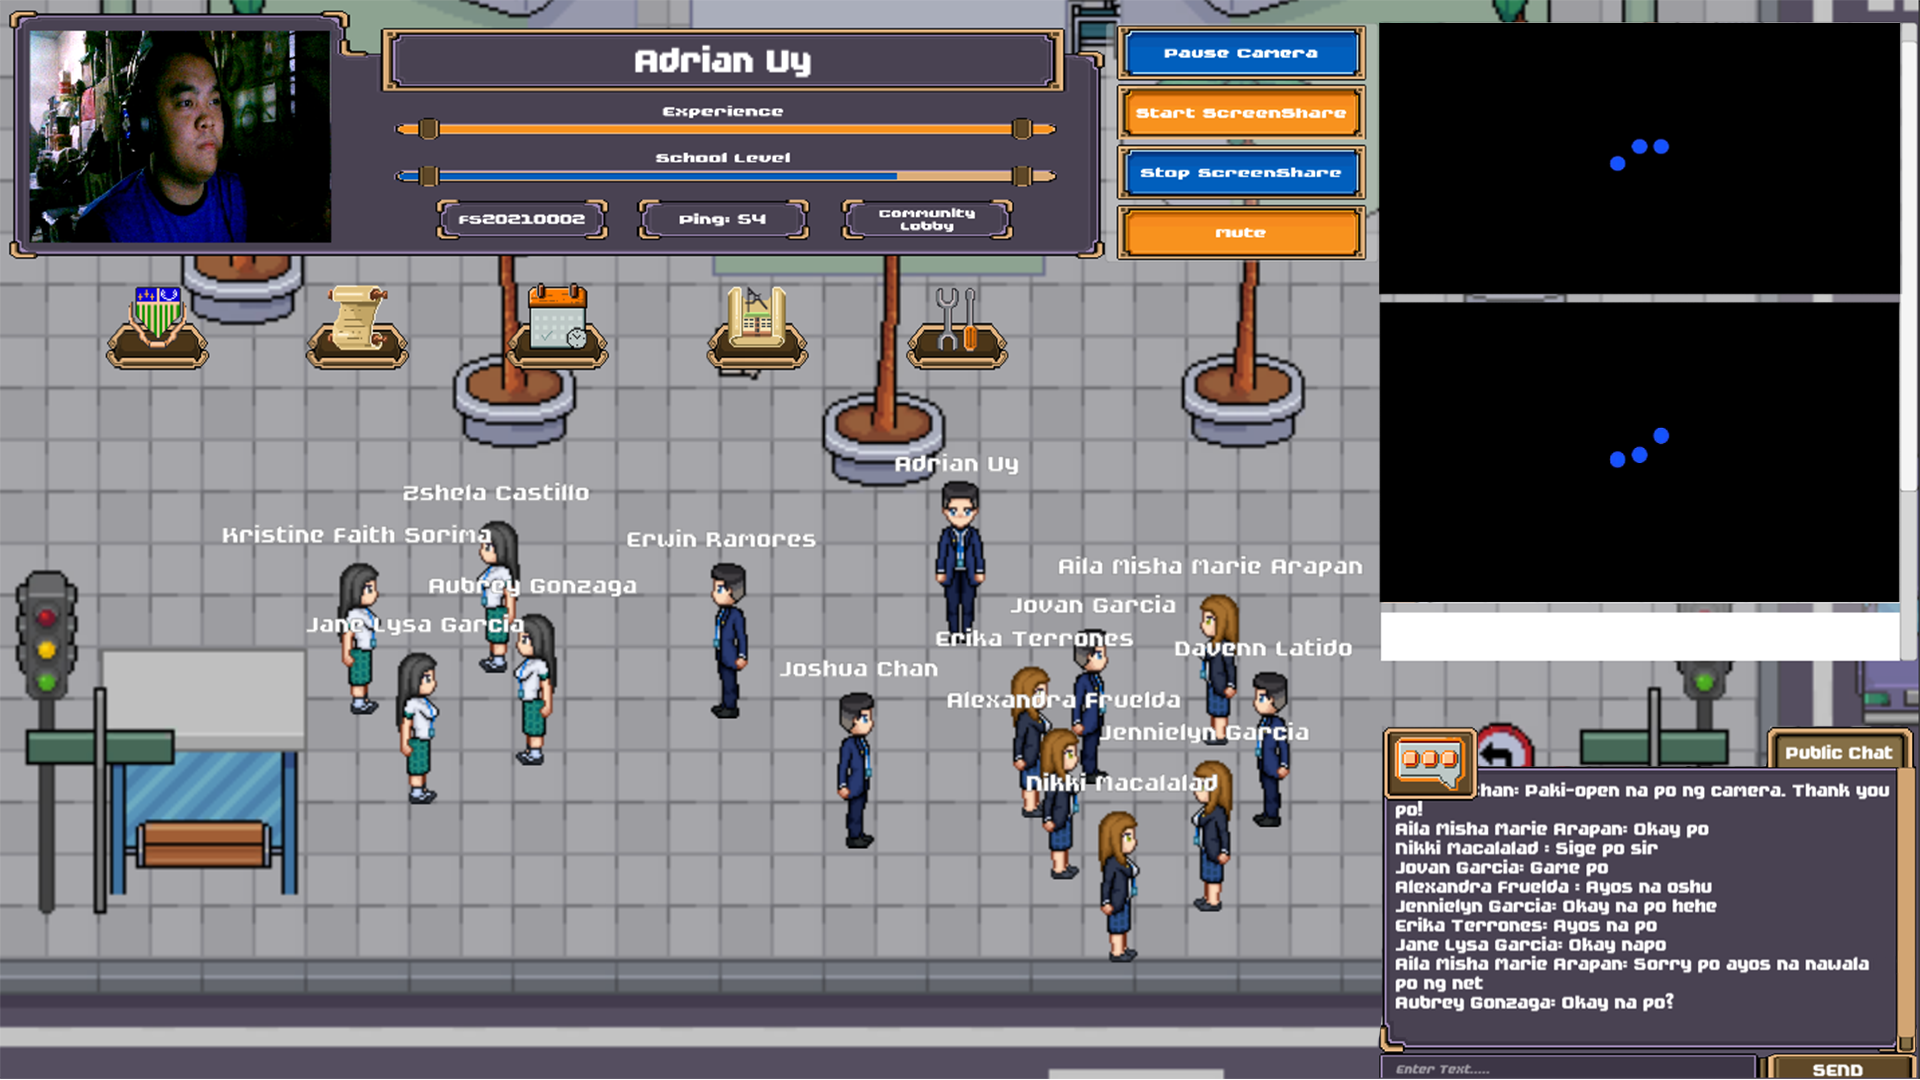 Adrian Uy
Experience
School Level
FS20210002
Ping: 54
Community
Lobby
Pause Camera
Start ScreenShare
Stop ScreenShare
Mute
Adrian Uy
Zshela Castillo
Kristine Faith Sorima
Erwin Ramores
Aila Misha Marie Arapan
Aubrey Gonzaga
Jovan Garcia
Jane Lysa Garcia
Erika Terrones
Davenn Latido
Joshua Chan
Alexandra Fruelda
Jennielyn Garcia
Nikki Macalalad
Public Chat
Chan: Paki-open na po ng camera. Thank you
po!
Aila Misha Marie Arapan: Okay po
Nikki Macalalad : Sige po sir
Jovan Garcia: Game po
Alexandra Fruelda : Ayos na oshu
Jennielyn Garcia: Okay na po hehe
Erika Terrones: Ayos na po
Jane Lysa Garcia: Okay napo
Aila Misha Marie Arapan: Sorry po ayos na nawala
po ng net
Aubrey Gonzaga: Okay na po?
Enter Text.....
SEND